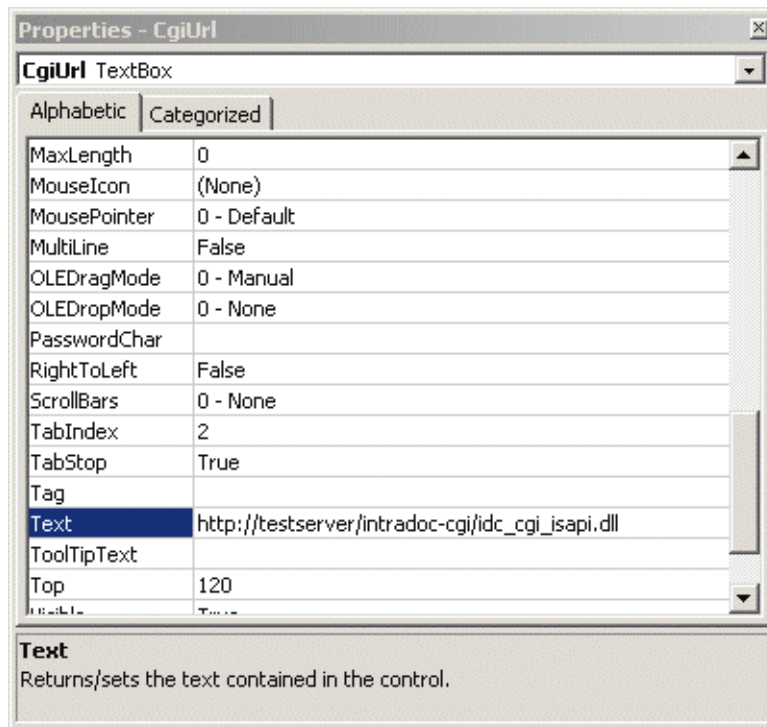 Properties - CgiUrl
CgiUrl TextBox
Alphabetic Categorized
MaxLength 0
MouseIcon (None)
MousePointer 0 - Default
MultiLine False
OLEDragMode 0 - Manual
OLEDropMode 0 - None
PasswordChar
RightToLeft False
ScrollBars 0 - None
TabIndex 2
TabStop True
Tag
Text http://testserver/intradoc-cgi/idc_cgi_isapi.dll
ToolTipText
Top 120
Visible True
Text
Returns/sets the text contained in the control.